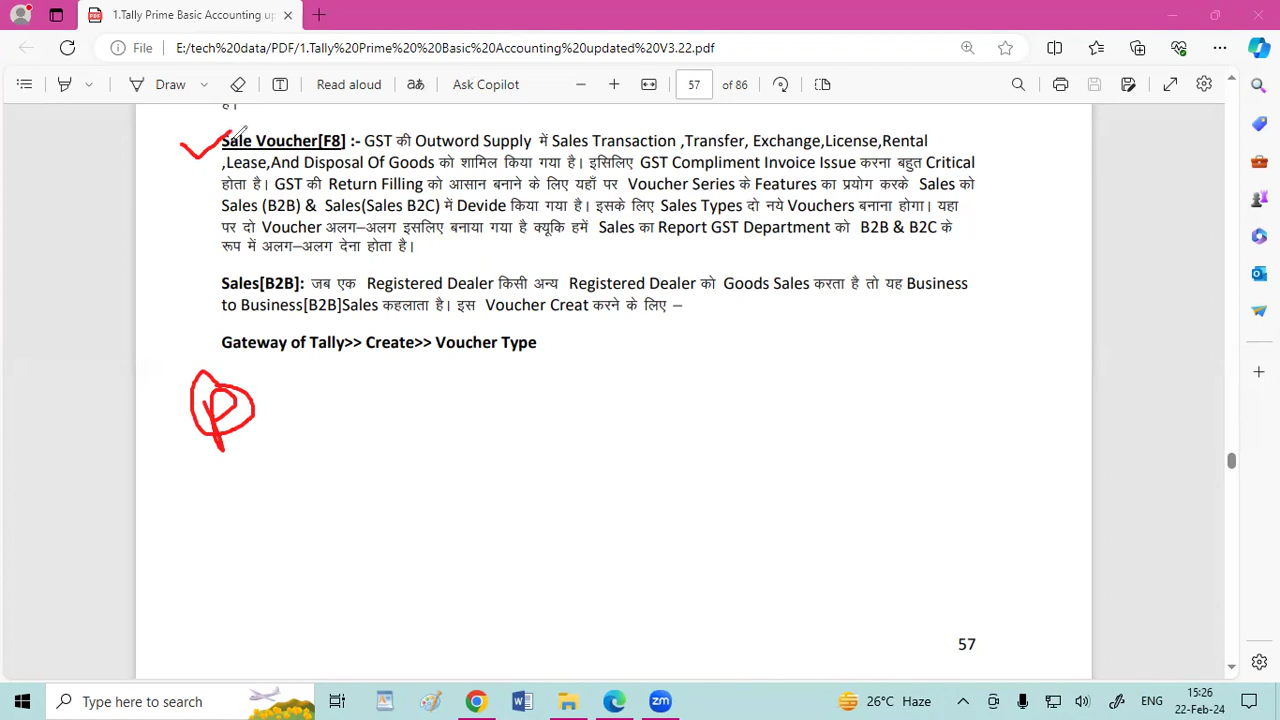 1.Tally Prime Basic Accounting up
File
E:/tech%20data/PDF/1.Tally%20Prime%20%20Basic%20Accounting%20updated%20V3.22.pdf
Draw
Read aloud
aあ
Ask Copilot
57
of 86
है।
Sale Voucher[F8] :- GST की Outword Supply में Sales Transaction ,Transfer, Exchange,License,Rental
,Lease,And Disposal Of Goods को शामिल किया गया है। इसिलिए GST Compliment Invoice Issue करना बहुत Critical
होता है। GST की Return Filling को आसान बनाने के लिए यहाँ पर Voucher Series के Features का प्रयोग करके Sales को
Sales (B2B) & Sales(Sales B2C) में Devide किया गया है। इसके लिए Sales Types दो नये Vouchers बनाना होगा। यहा
पर दो Voucher अलग–अलग इसलिए बनाया गया है क्यूकि हमें Sales का Report GST Department को B2B & B2C के
रूप में अलग–अलग देना होता है।
Sales[B2B]: जब एक Registered Dealer किसी अन्य Registered Dealer को Goods Sales करता है तो यह Business
to Business[B2B]Sales कहलाता है। इस Voucher Creat करने के लिए –
Gateway of Tally>> Create>> Voucher Type
P
57
Type here to search
zm
26°C Haze
ENG
15:26
22-Feb-24